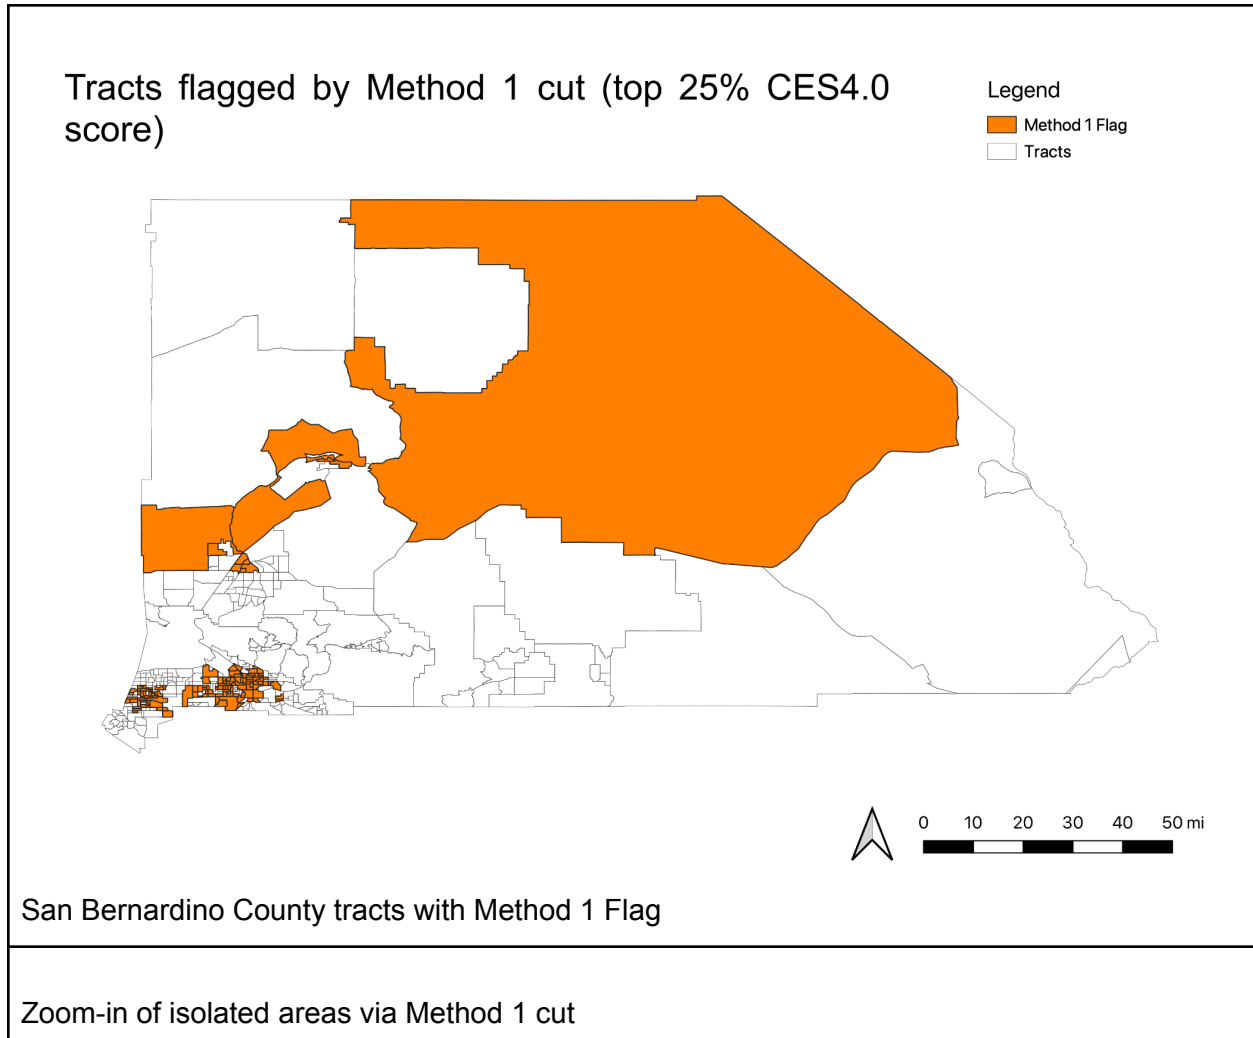 Tracts flagged by Method 1 cut (top 25% CES4.0
score)
Legend
Method 1 Flag
Tracts
0 10 20 30 40 50 mi
San Bernardino County tracts with Method 1 Flag
Zoom-in of isolated areas via Method 1 cut